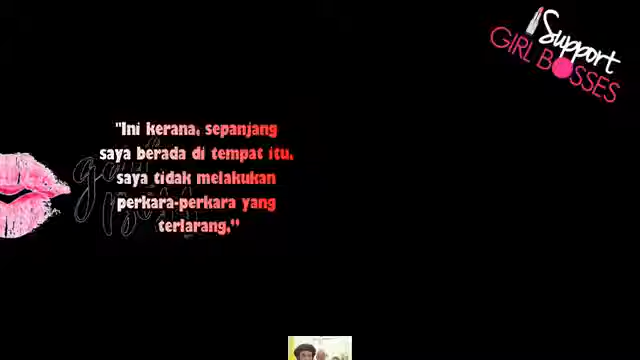 I Support
GIRL BOSSES
"Ini kerana, sepanjang
saya berada di tempat itu,
saya tidak melakukan
perkara-perkara yang
terlarang,"